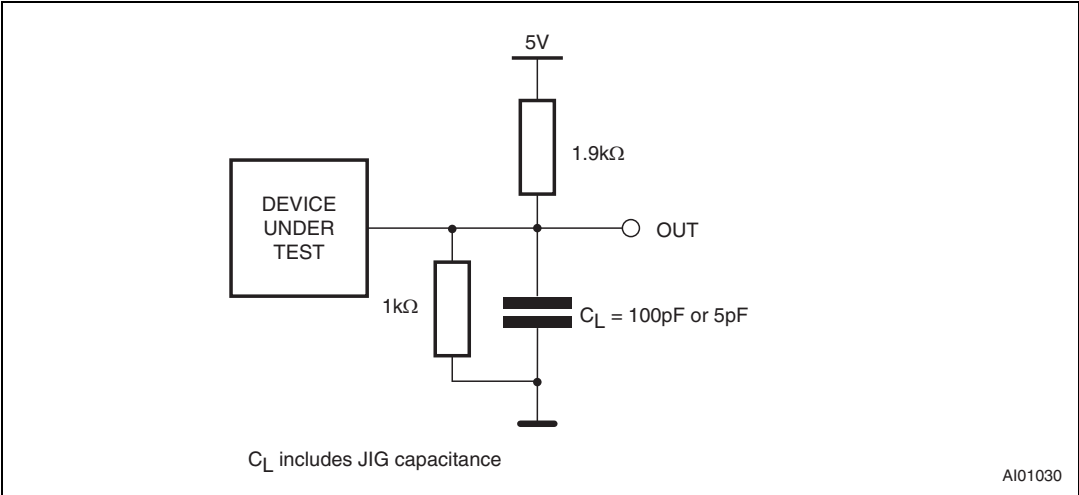 5V
1.9kΩ
DEVICE
UNDER
TEST
OUT
1kΩ
CL = 100pF or 5pF
CL includes JIG capacitance
AI01030